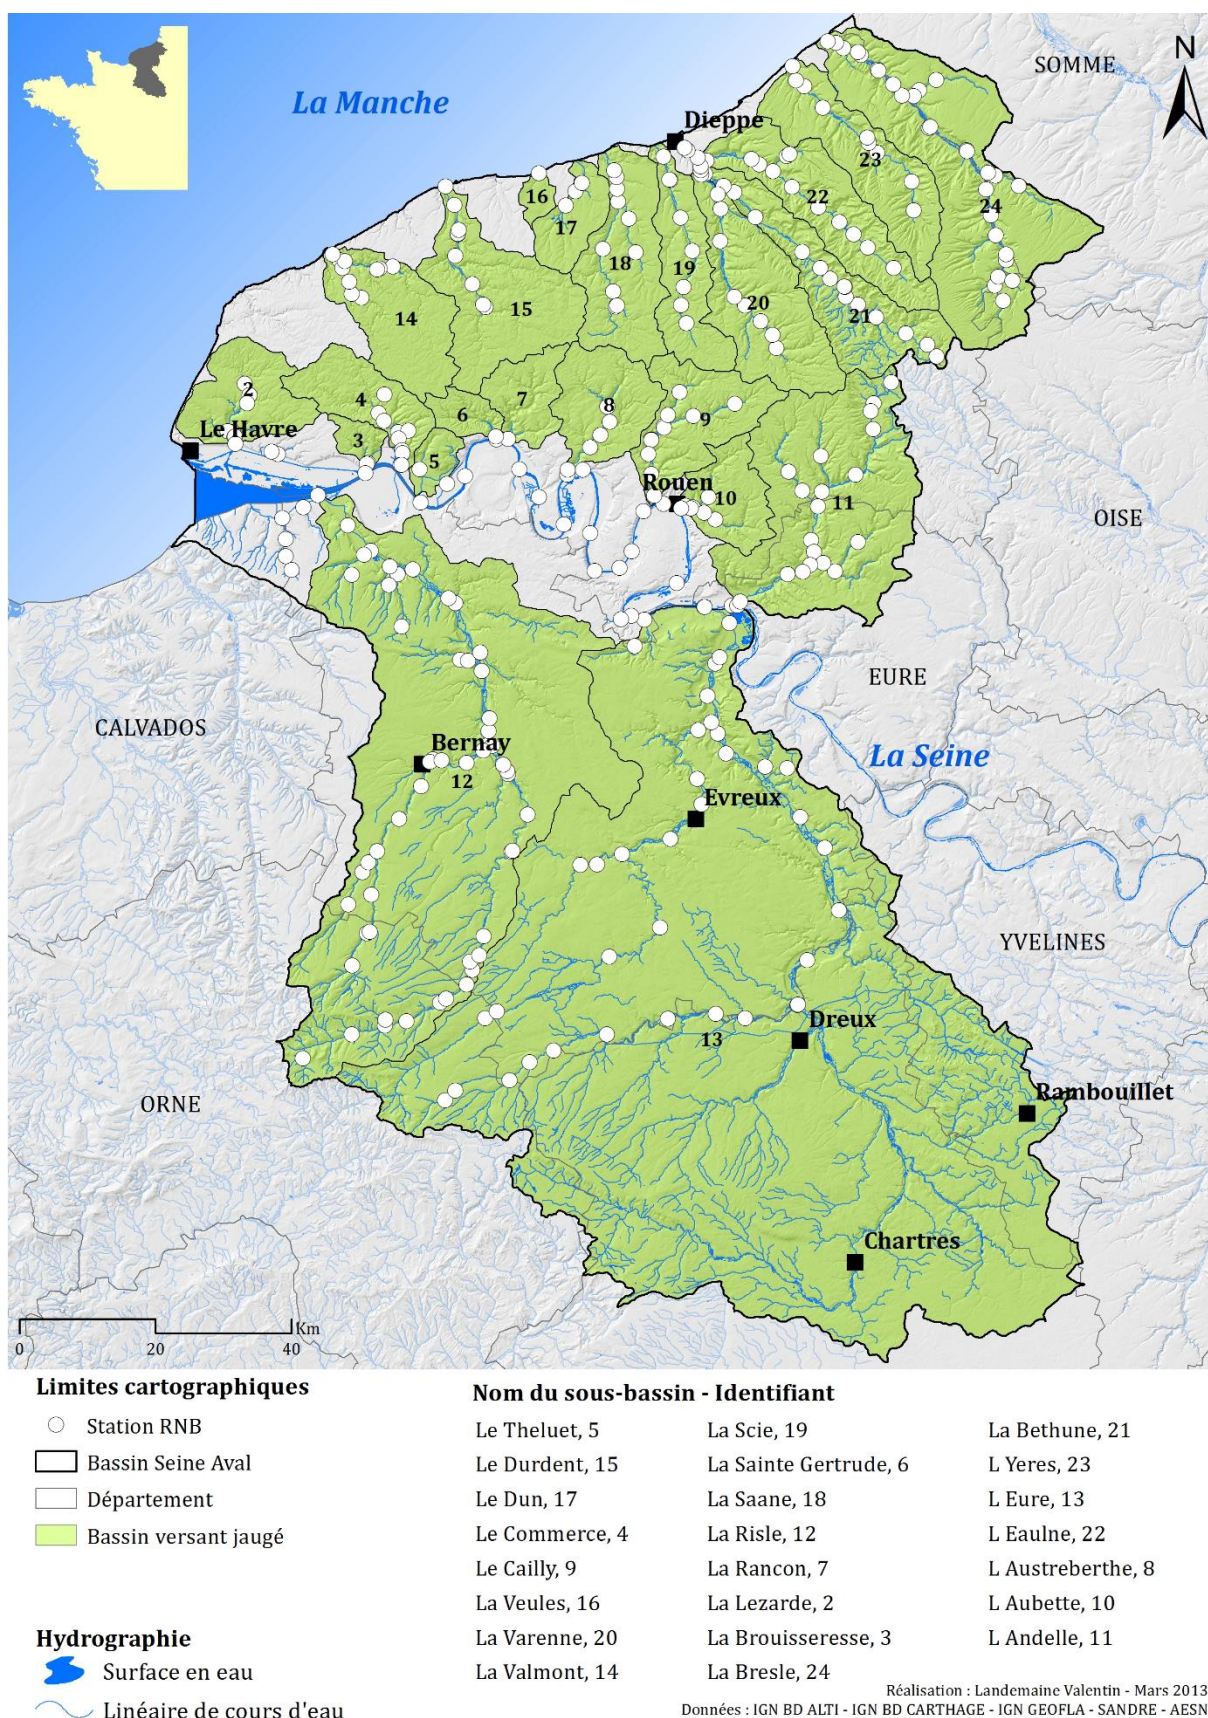 SOMME
N
La Manche
Dieppe
23
16
22
17
24
18
19
20
14
15
21
2
4
7
8
6
9
Le Havre
3
5
Rouen
10
11
OISE
EURE
CALVADOS
La Seine
Bernay
12
Evreux
YVELINES
Dreux
13
ORNE
Rambouillet
Chartres
Km
0 20 40
Limites cartographiques
Station RNB
Bassin Seine Aval
Département
Bassin versant jaugé
Hydrographie
Surface en eau
Linéaire de cours d'eau
Nom du sous-bassin - Identifiant
Le Theluet, 5
Le Durdent, 15
Le Dun, 17
Le Commerce, 4
Le Cailly, 9
La Veules, 16
La Varenne, 20
La Valmont, 14
La Scie, 19
La Sainte Gertrude, 6
La Saane, 18
La Risle, 12
La Rancon, 7
La Lezarde, 2
La Brouisseresse, 3
La Bresle, 24
La Bethune, 21
L Yeres, 23
L Eure, 13
L Eaulne, 22
L Austreberthe, 8
L Aubette, 10
L Andelle, 11
Réalisation : Landemaine Valentin - Mars 2013
Données : IGN BD ALTI - IGN BD CARTHAGE - IGN GEOFLA - SANDRE - AESN